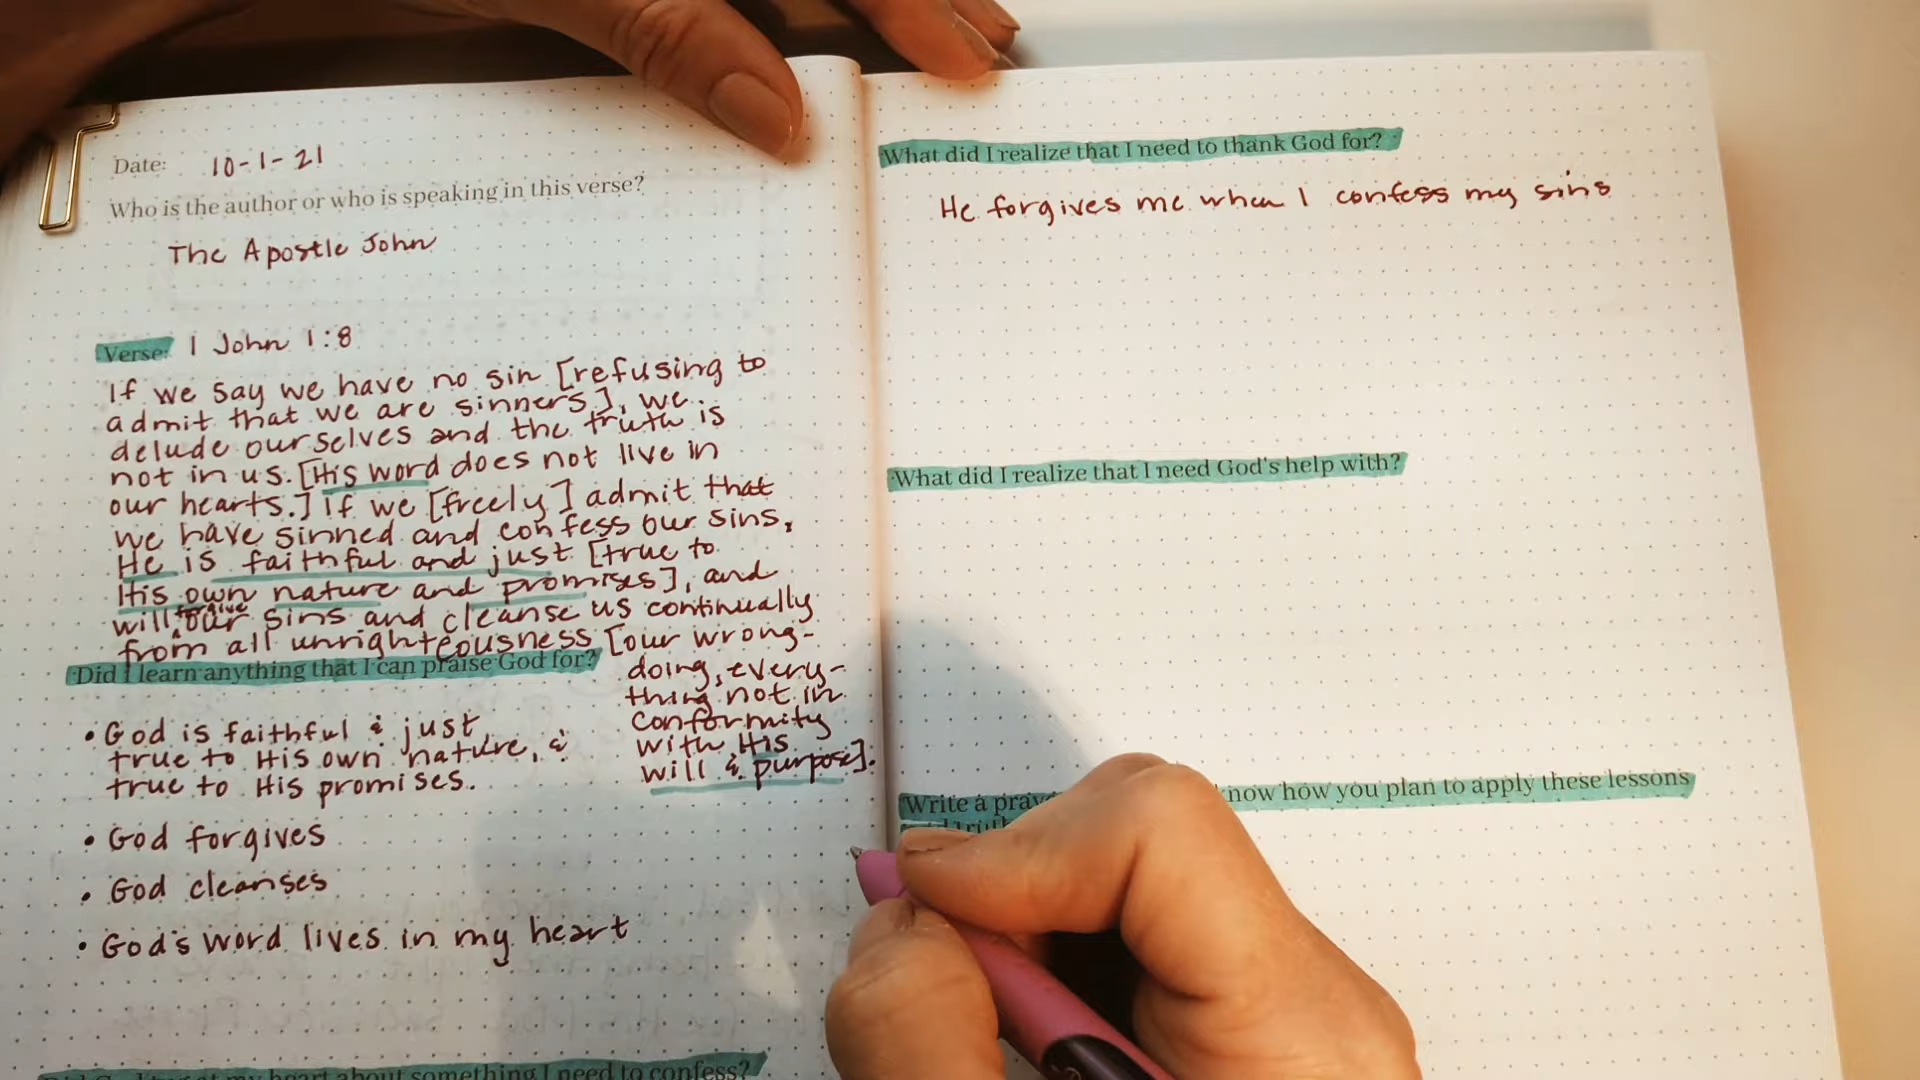 Date: 10-1-21
Who is the author or who is speaking in this verse?
The Apostle John
Verse: 1 John 1:8
If we say we have no sin [refusing to
admit that we are sinners], we
delude ourselves and the truth is
not in us. [His word does not live in
our hearts.] If we [freely] admit that
we have sinned and confess our sins,
He is faithful and just [true to
His own nature and promises], and
will forgive our sins and cleanse us continually
from all unrighteousness [our wrong-
doing, every-
thing not in
conformity
with His
will & purpose].
Did I learn anything that I can praise God for?
• God is faithful & just,
true to His own nature, &
true to His promises.
• God forgives
• God cleanses
• God's word lives in my heart
my heart about something I need to confess?
What did I realize that I need to thank God for?
He forgives me when I confess my sins
What did I realize that I need God's help with?
Write a know how you plan to apply these lessons